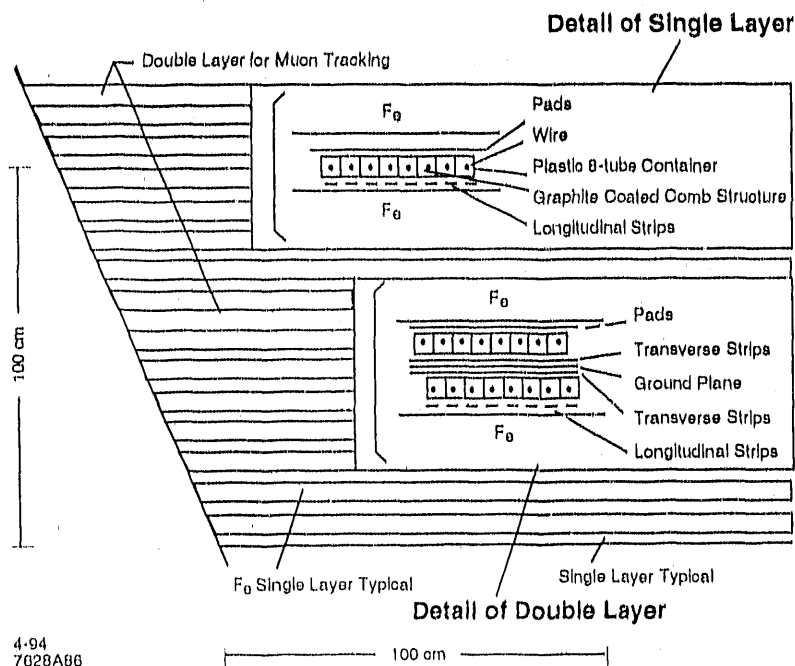 Detail of Single Layer
Double Layer for Muon Tracking
Fe
Pads
Wire
Plastic 8-tube Container
Graphite Coated Comb Structure
Fe
Longitudinal Strips
100 cm
Fe
Pads
Transverse Strips
Ground Plane
Transverse Strips
Fe
Longitudinal Strips
Fe Single Layer Typical
Single Layer Typical
Detail of Double Layer
4-94
7628A86
100 cm